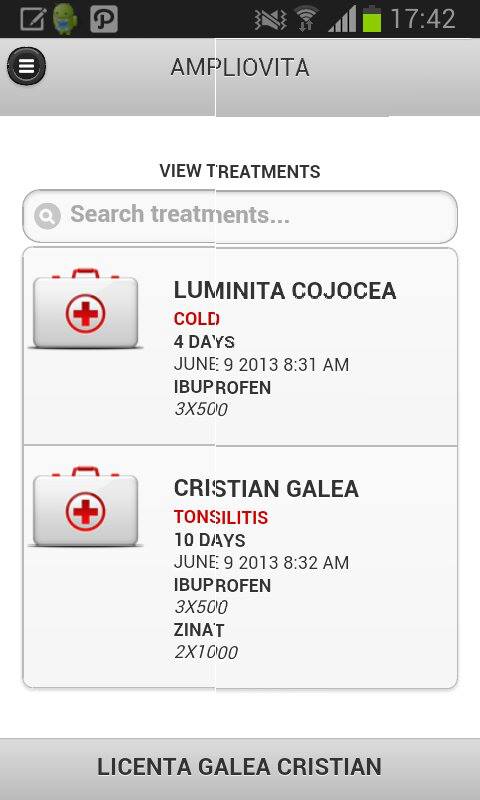 17:42
AMPLIOVITA
VIEW TREATMENTS
Search treatments...
LUMINITA COJOCEA
COLD
4 DAYS
JUNE 9 2013 8:31 AM
IBUPROFEN
3X500
CRISTIAN GALEA
TONSILITIS
10 DAYS
JUNE 9 2013 8:32 AM
IBUPROFEN
3X500
ZINAT
2X1000
LICENTA GALEA CRISTIAN